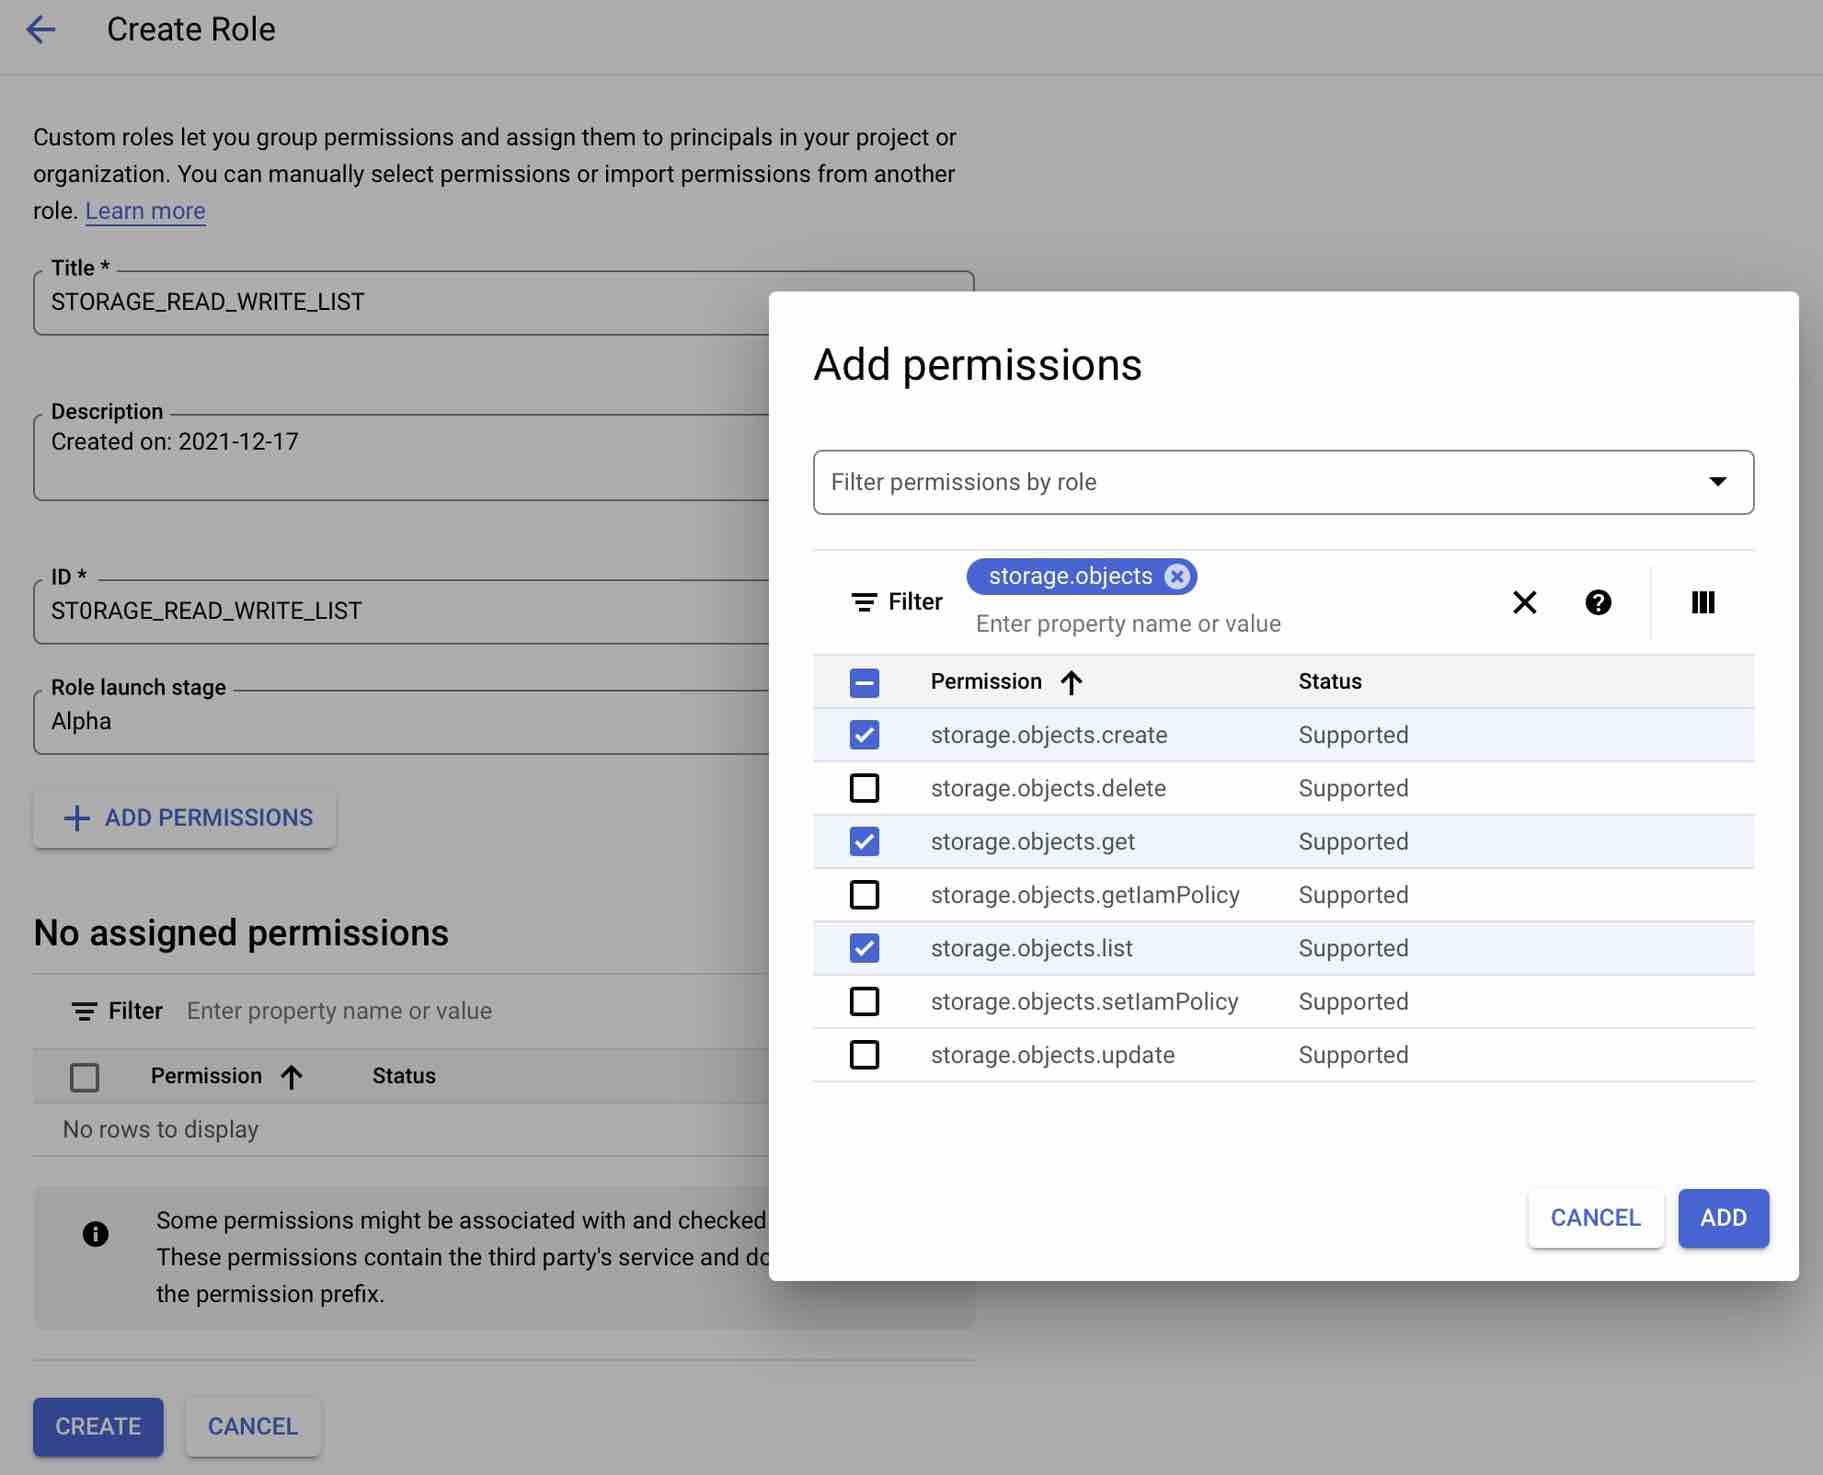 Create Role
Custom roles let you group permissions and assign them to principals in your project or
organization. You can manually select permissions or import permissions from another
role. Learn more
Title *
STORAGE_READ_WRITE_LIST
Description
Created on: 2021-12-17
ID *
ST0RAGE_READ_WRITE_LIST
Role launch stage
Alpha
ADD PERMISSIONS
No assigned permissions
Filter Enter property name or value
Permission Status
No rows to display
Some permissions might be associated with and checked
These permissions contain the third party's service and do
the permission prefix.
CREATE CANCEL
Add permissions
Filter permissions by role
storage.objects
Filter
Enter property name or value
Permission Status
storage.objects.create Supported
storage.objects.delete Supported
storage.objects.get Supported
storage.objects.getIamPolicy Supported
storage.objects.list Supported
storage.objects.setIamPolicy Supported
storage.objects.update Supported
CANCEL ADD